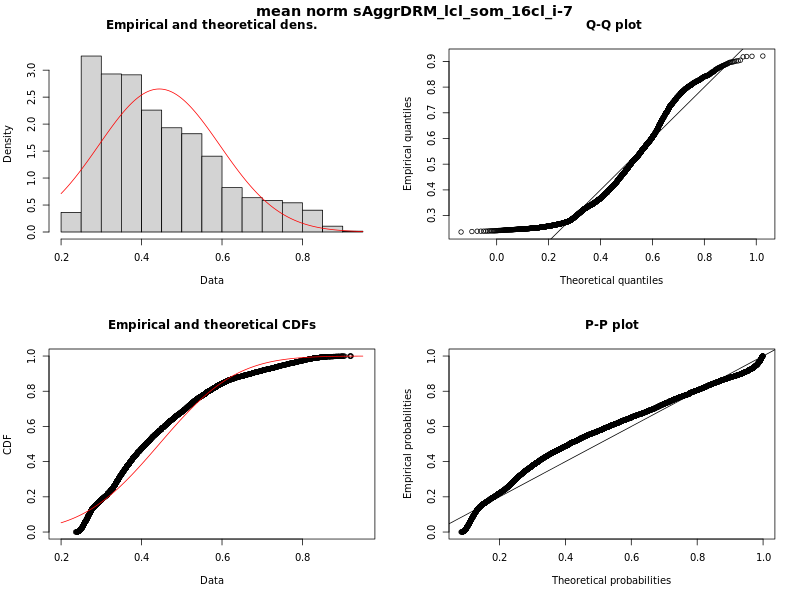 mean norm sAggrDRM_lcl_som_16cl_i-7
Empirical and theoretical dens.
Density
0.0 0.5 1.0 1.5 2.0 2.5 3.0
0.2 0.4 0.6 0.8
Data
Q-Q plot
Empirical quantiles
0.3 0.4 0.5 0.6 0.7 0.8 0.9
0.0 0.2 0.4 0.6 0.8 1.0
Theoretical quantiles
Empirical and theoretical CDFs
CDF
0.0 0.2 0.4 0.6 0.8 1.0
0.2 0.4 0.6 0.8
Data
P-P plot
Empirical probabilities
0.0 0.2 0.4 0.6 0.8 1.0
0.2 0.4 0.6 0.8 1.0
Theoretical probabilities